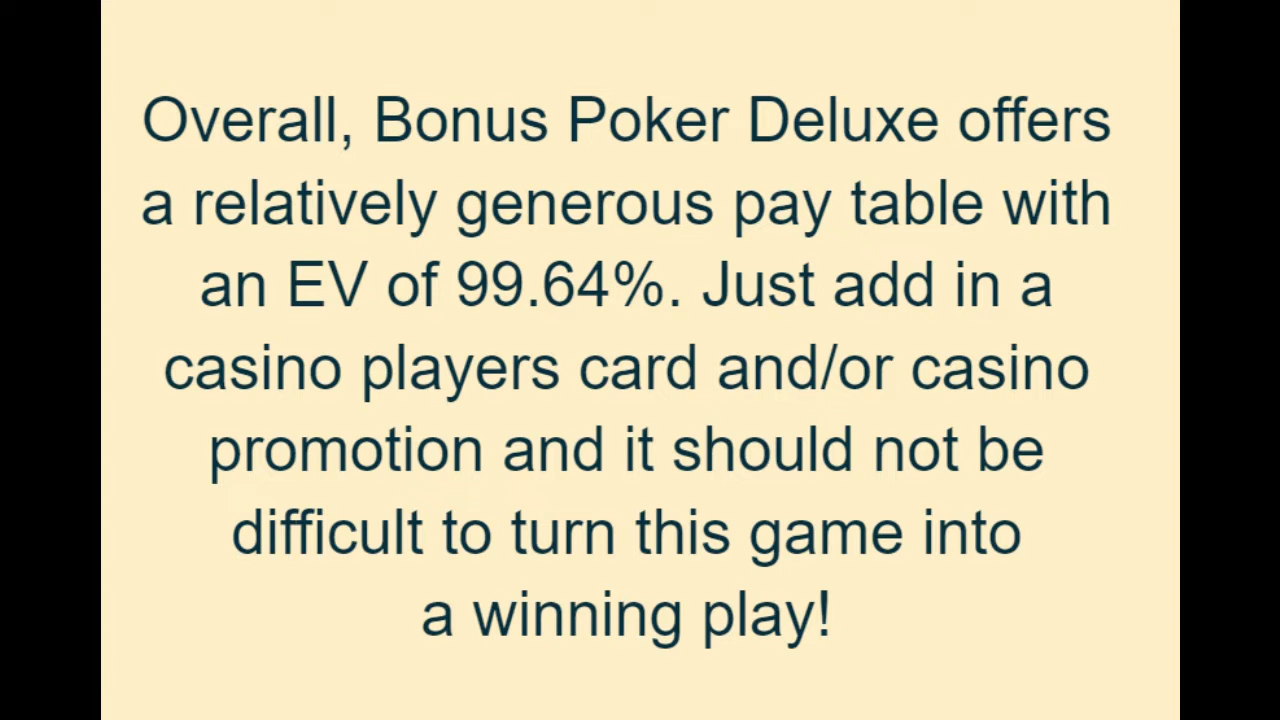 Overall, Bonus Poker Deluxe offers
a relatively generous pay table with
an EV of 99.64%. Just add in a
casino players card and/or casino
promotion and it should not be
difficult to turn this game into
a winning play!